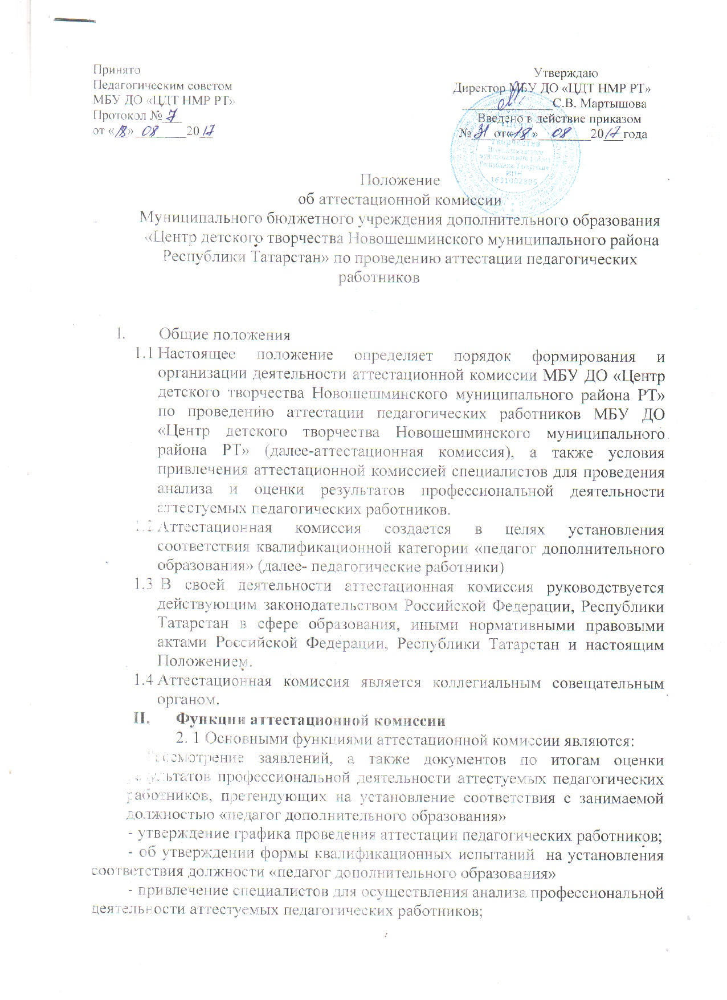 Принято
Педагогическим советом
МБУ ДО «ЦДТ НМР РТ»
Протокол № 7
от «18» 08 2017
Утверждаю
Директор МБУ ДО «ЦДТ НМР РТ»
С.В. Мартышова
Введено в действие приказом
№ 31 от «18» 08 2017 года
творчества
Новошешминского
муниципального района
Республики Татарстан»
ИНН
Положение
об аттестационной комиссии
Муниципального бюджетного учреждения дополнительного образования
«Центр детского творчества Новошешминского муниципального района
Республики Татарстан» по проведению аттестации педагогических
работников
I. Общие положения
1.1 Настоящее положение определяет порядок формирования и
организации деятельности аттестационной комиссии МБУ ДО «Центр
детского творчества Новошешминского муниципального района РТ»
по проведению аттестации педагогических работников МБУ ДО
«Центр детского творчества Новошешминского муниципального
района РТ» (далее-аттестационная комиссия), а также условия
привлечения аттестационной комиссией специалистов для проведения
анализа и оценки результатов профессиональной деятельности
аттестуемых педагогических работников.
1.2 Аттестационная комиссия создается в целях установления
соответствия квалификационной категории «педагог дополнительного
образования» (далее- педагогические работники)
1.3 В своей деятельности аттестационная комиссия руководствуется
действующим законодательством Российской Федерации, Республики
Татарстан в сфере образования, иными нормативными правовыми
актами Российской Федерации, Республики Татарстан и настоящим
Положением.
1.4 Аттестационная комиссия является коллегиальным совещательным
органом.
II. Функции аттестационной комиссии
2. 1 Основными функциями аттестационной комиссии являются:
Рассмотрение заявлений, а также документов по итогам оценки
результатов профессиональной деятельности аттестуемых педагогических
работников, претендующих на установление соответствия с занимаемой
должностью «педагог дополнительного образования»
- утверждение графика проведения аттестации педагогических работников;
- об утверждении формы квалификационных испытаний на установления
соответствия должности «педагог дополнительного образования»
- привлечение специалистов для осуществления анализа профессиональной
деятельности аттестуемых педагогических работников;